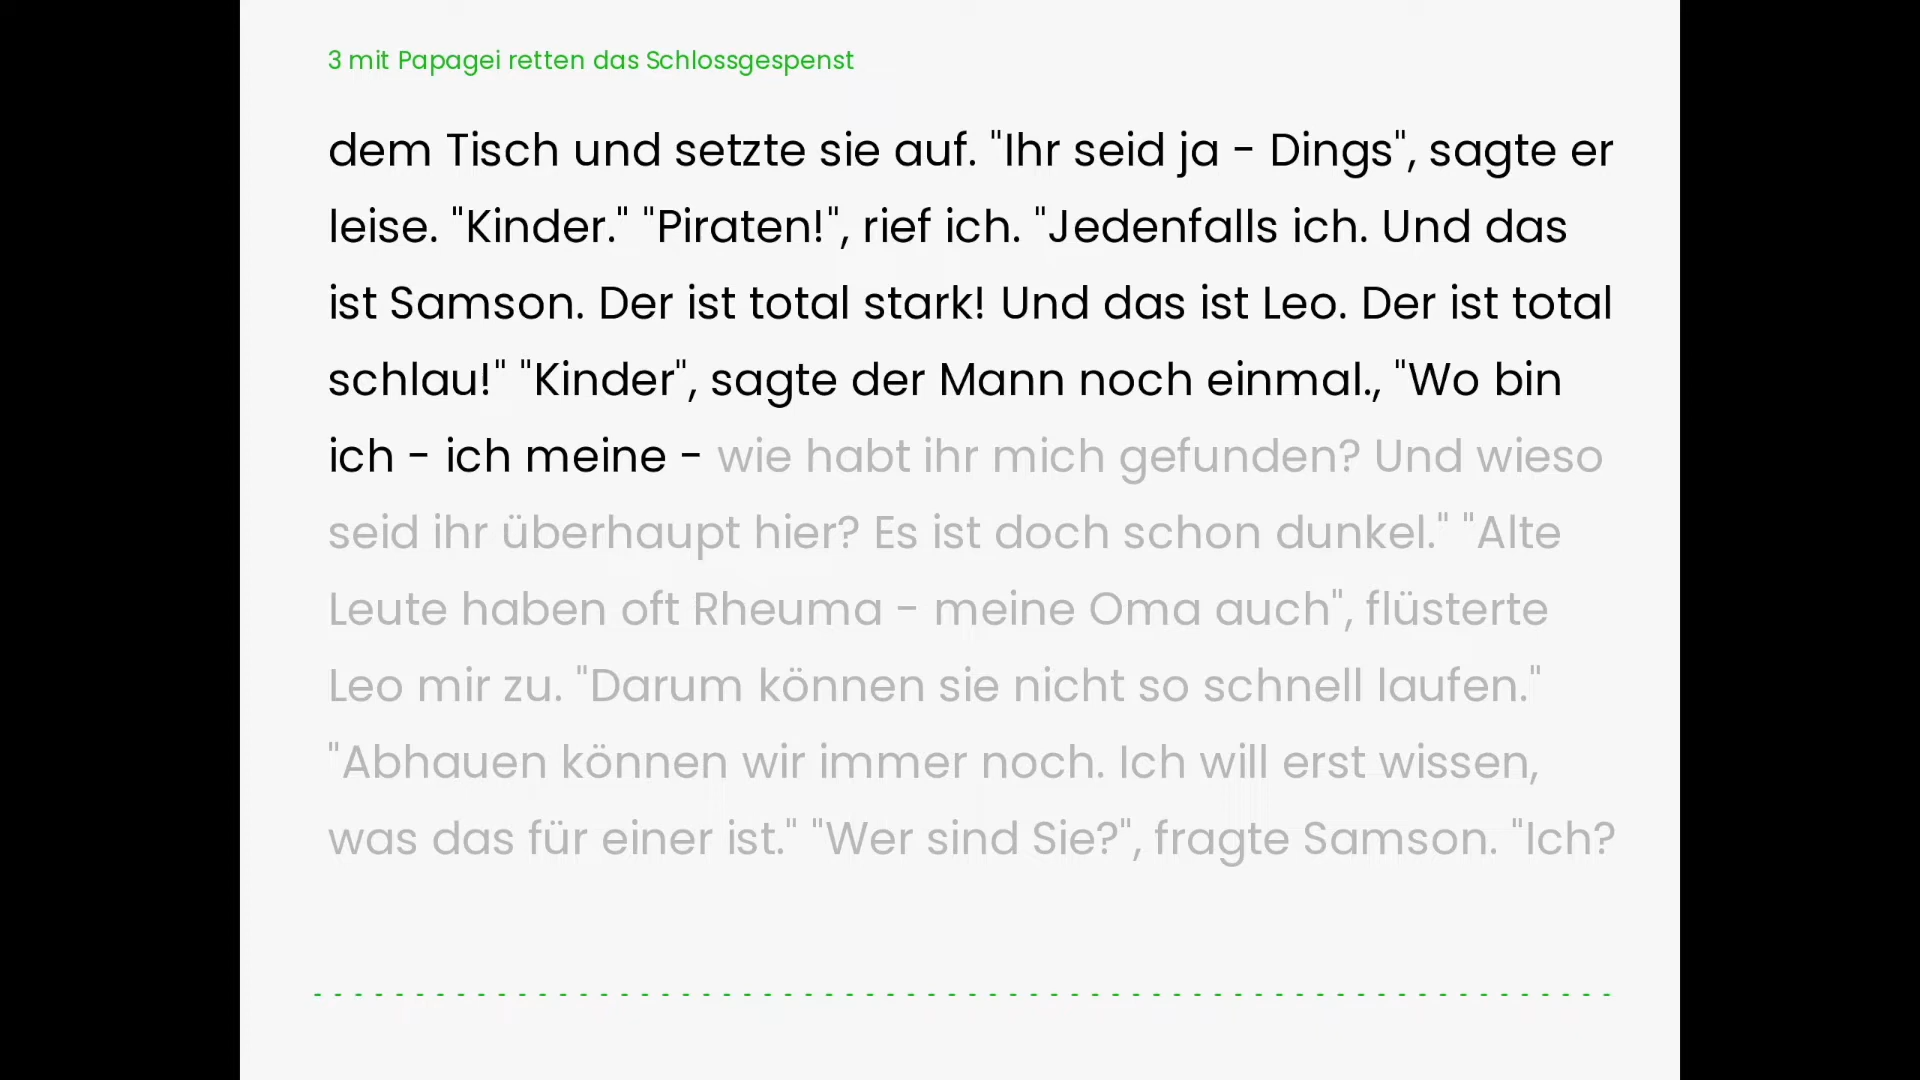 3 mit Papagei retten das Schlossgespenst
dem Tisch und setzte sie auf. "Ihr seid ja - Dings", sagte er
leise. "Kinder." "Piraten!", rief ich. "Jedenfalls ich. Und das
ist Samson. Der ist total stark! Und das ist Leo. Der ist total
schlau!" "Kinder", sagte der Mann noch einmal., "Wo bin
ich - ich meine - wie habt ihr mich gefunden? Und wieso
seid ihr überhaupt hier? Es ist doch schon dunkel." "Alte
Leute haben oft Rheuma - meine Oma auch", flüsterte
Leo mir zu. "Darum können sie nicht so schnell laufen."
"Abhauen können wir immer noch. Ich will erst wissen,
was das für einer ist." "Wer sind Sie?", fragte Samson. "Ich?